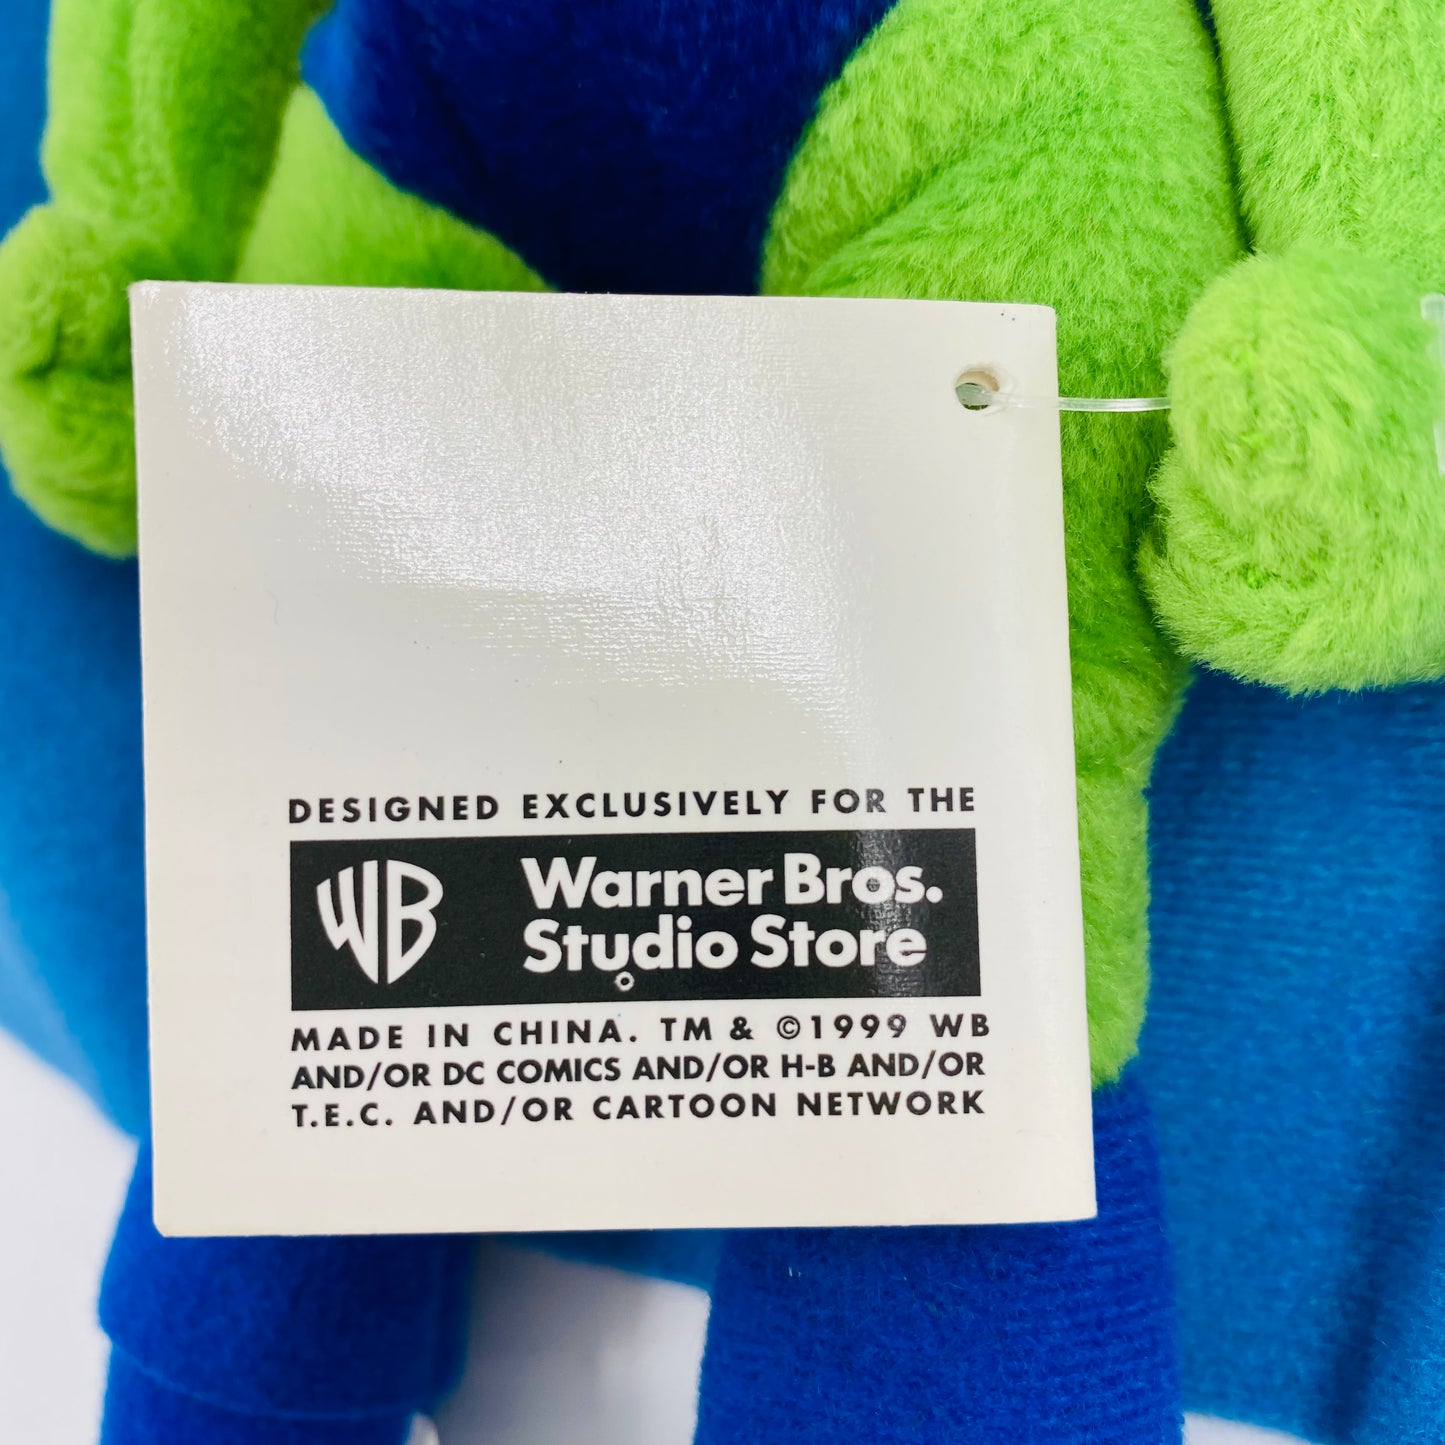 DESIGNED EXCLUSIVELY FOR THE
WB
Warner Bros.
Studio Store
MADE IN CHINA. TM & ©1999 WB
AND/OR DC COMICS AND/OR H-B AND/OR
T.E.C. AND/OR CARTOON NETWORK